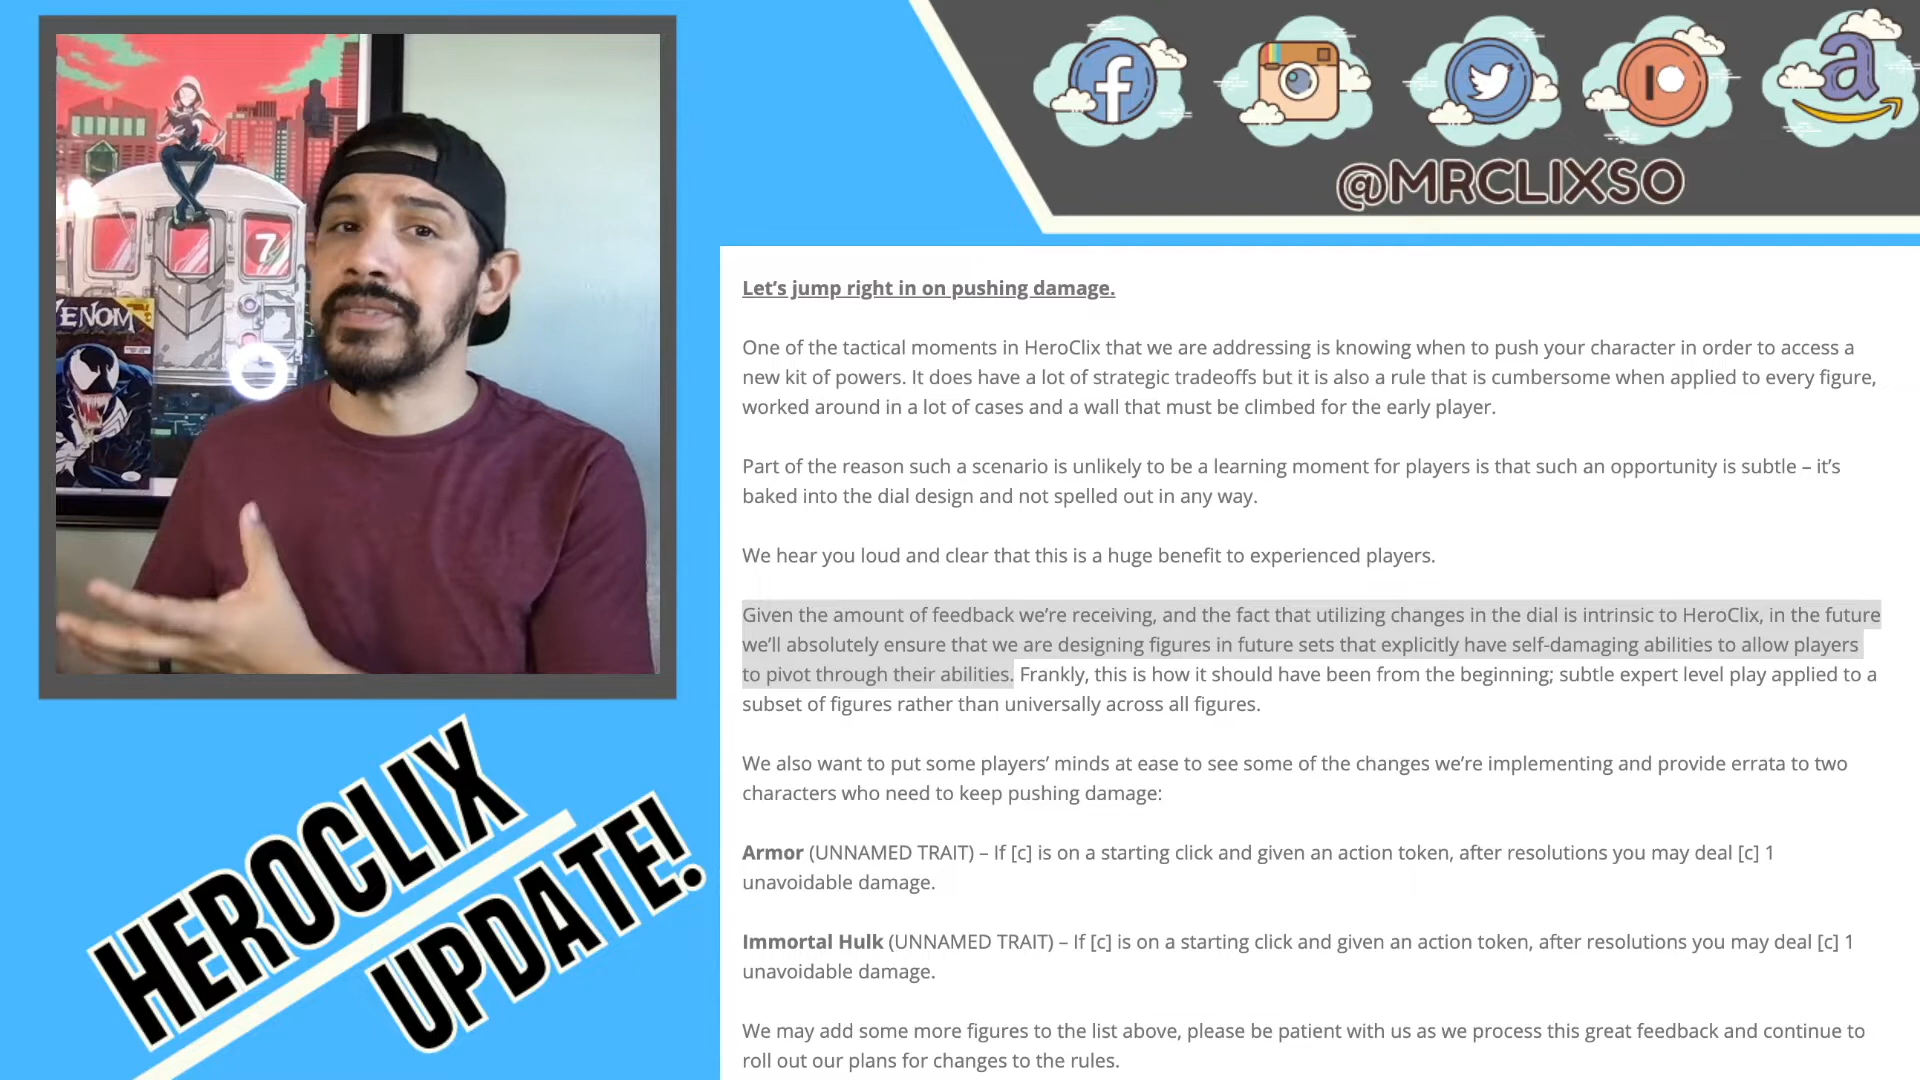 7
VENOM
@MRCLIXSO
Let’s jump right in on pushing damage.
One of the tactical moments in HeroClix that we are addressing is knowing when to push your character in order to access a
new kit of powers. It does have a lot of strategic tradeoffs but it is also a rule that is cumbersome when applied to every figure,
worked around in a lot of cases and a wall that must be climbed for the early player.
Part of the reason such a scenario is unlikely to be a learning moment for players is that such an opportunity is subtle – it’s
baked into the dial design and not spelled out in any way.
We hear you loud and clear that this is a huge benefit to experienced players.
Given the amount of feedback we’re receiving, and the fact that utilizing changes in the dial is intrinsic to HeroClix, in the future
we’ll absolutely ensure that we are designing figures in future sets that explicitly have self-damaging abilities to allow players
to pivot through their abilities. Frankly, this is how it should have been from the beginning; subtle expert level play applied to a
subset of figures rather than universally across all figures.
We also want to put some players’ minds at ease to see some of the changes we’re implementing and provide errata to two
characters who need to keep pushing damage:
Armor (UNNAMED TRAIT) – If [c] is on a starting click and given an action token, after resolutions you may deal [c] 1
unavoidable damage.
Immortal Hulk (UNNAMED TRAIT) – If [c] is on a starting click and given an action token, after resolutions you may deal [c] 1
unavoidable damage.
We may add some more figures to the list above, please be patient with us as we process this great feedback and continue to
roll out our plans for changes to the rules.
HEROCLIX
UPDATE!